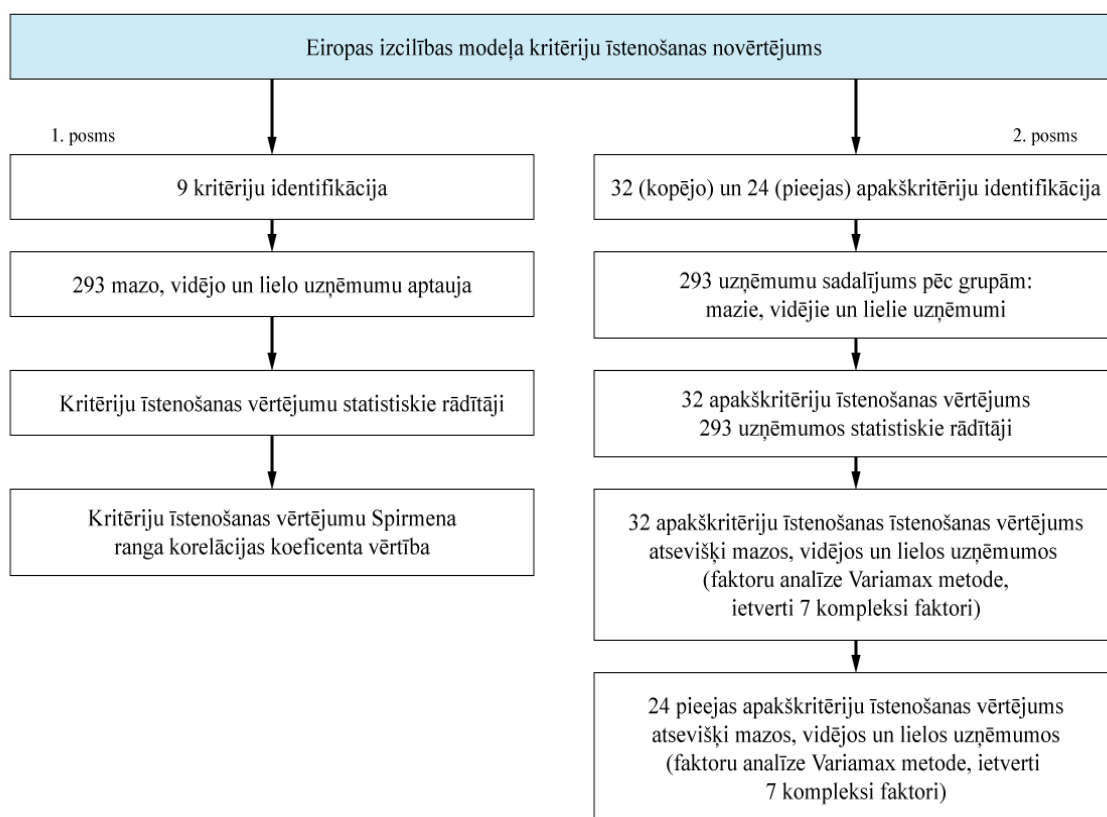 Eiropas izcilības modeļa kritēriju īstenošanas novērtējums
1. posms
9 kritēriju identifikācija
293 mazo, vidējo un lielo uzņēmumu aptauja
Kritēriju īstenošanas vērtējumu statistiskie rādītāji
Kritēriju īstenošanas vērtējumu Spirmena
ranga korelācijas koeficenta vērtība
2. posms
32 (kopējo) un 24 (pieejas) apakškritēriju identifikācija
293 uzņēmumu sadalījums pēc grupām:
mazie, vidējie un lielie uzņēmumi
32 apakškritēriju īstenošanas vērtējums
293 uzņēmumos statistiskie rādītāji
32 apakškritēriju īstenošanas īstenošanas vērtējums
atsevišķi mazos, vidējos un lielos uzņēmumos
(faktoru analīze Variamax metode,
ietverti 7 kompleksi faktori)
24 pieejas apakškritēriju īstenošanas vērtējums
atsevišķi mazos, vidējos un lielos uzņēmumos
(faktoru analīze Variamax metode, ietverti
7 kompleksi faktori)